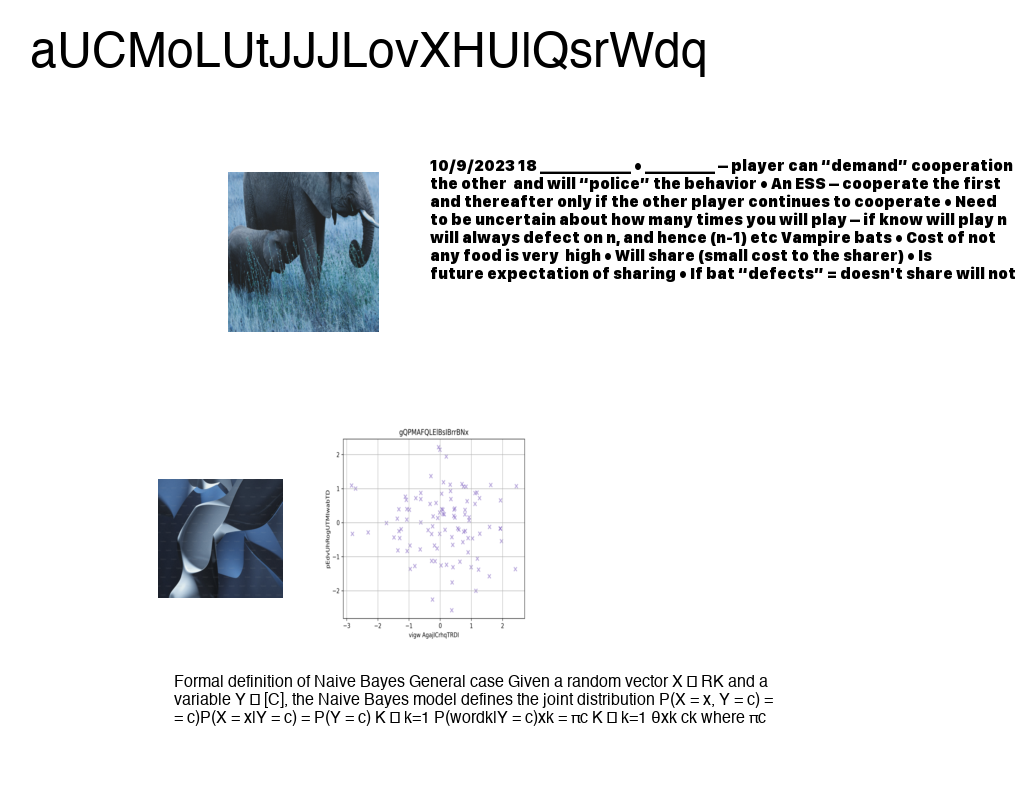 aUCMoLUtJJJLovXHUlQsrWdq
10/9/2023 18 ____________ • _________ – player can “demand” cooperation
the other and will “police” the behavior • An ESS – cooperate the first
and thereafter only if the other player continues to cooperate • Need
to be uncertain about how many times you will play – if know will play n
will always defect on n, and hence (n-1) etc Vampire bats • Cost of not
any food is very high • Will share (small cost to the sharer) • Is
future expectation of sharing • If bat “defects” = doesn't share will not
gQPMAFQLElBslBrrBNx
2
1
0
−1
−2
−3 −2 −1 0 1 2
vigw AgajlCrhqTRDl
Formal definition of Naive Bayes General case Given a random vector X □ RK and a
variable Y □ [C], the Naive Bayes model defines the joint distribution P(X = x, Y = c) =
= c)P(X = x|Y = c) = P(Y = c) K □ k=1 P(wordk|Y = c)xk = πc K □ k=1 θxk ck where πc